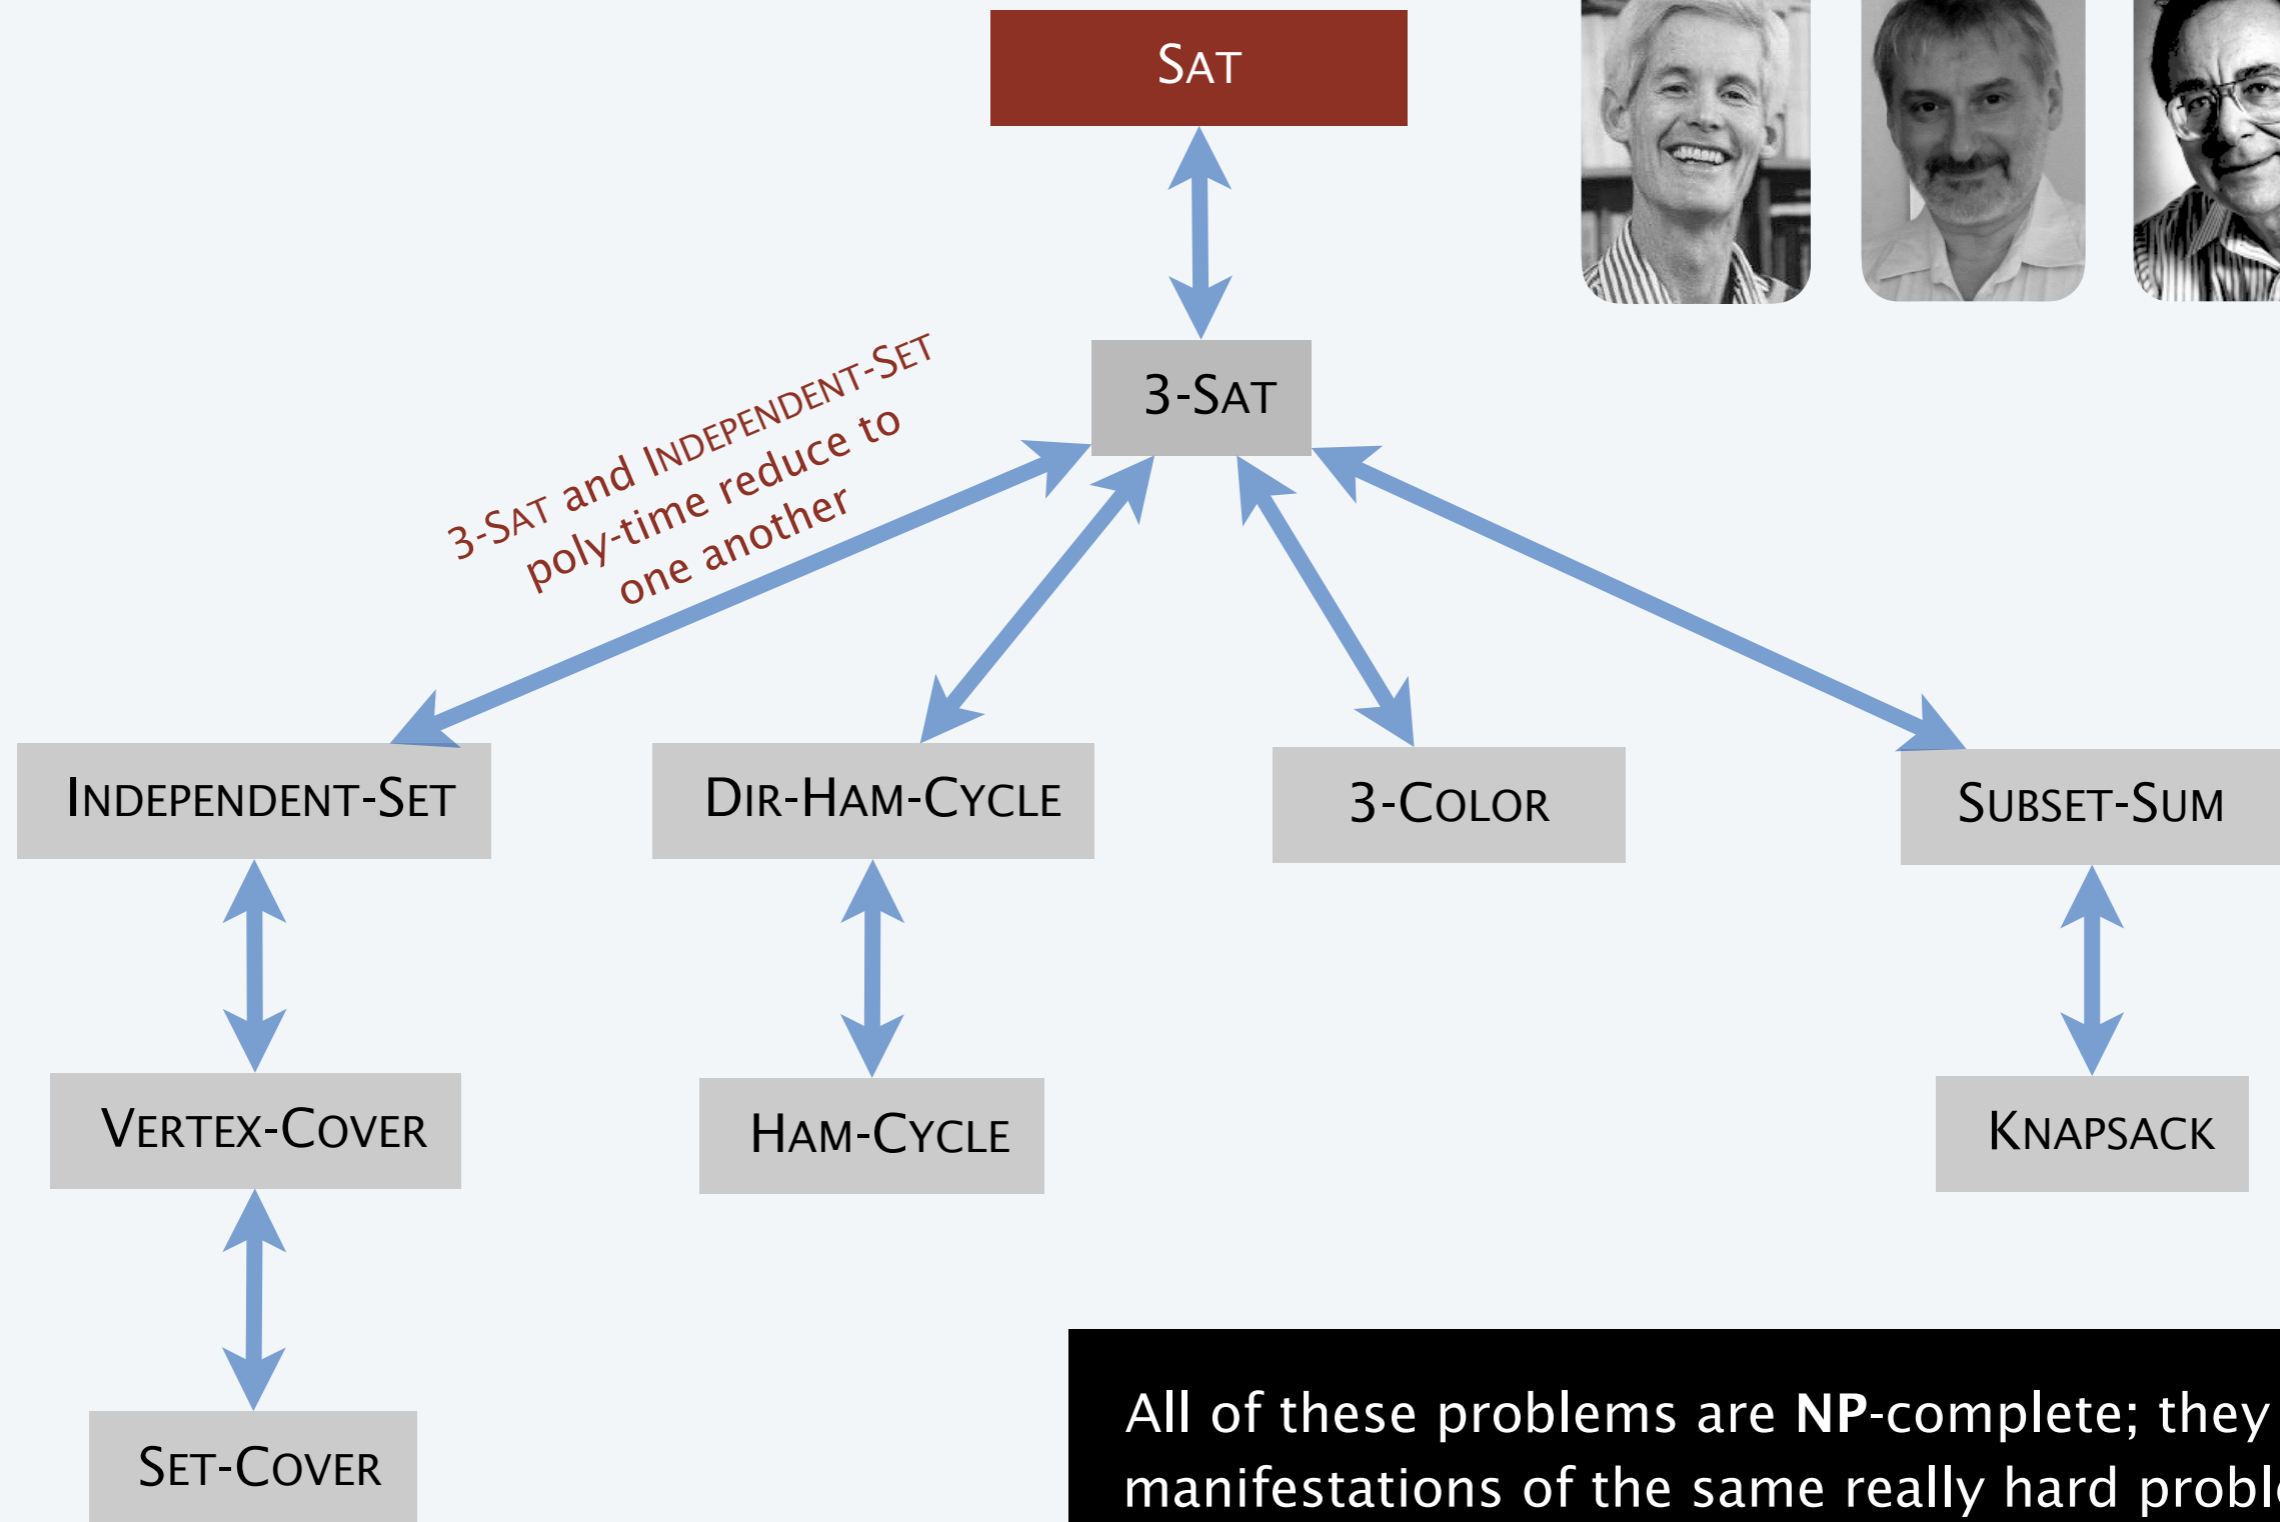 SAT
3-SAT
3-SAT and INDEPENDENT-SET
poly-time reduce to
one another
INDEPENDENT-SET
DIR-HAM-CYCLE
3-COLOR
SUBSET-SUM
VERTEX-COVER
HAM-CYCLE
KNAPSACK
SET-COVER
All of these problems are NP-complete; they
manifestations of the same really hard